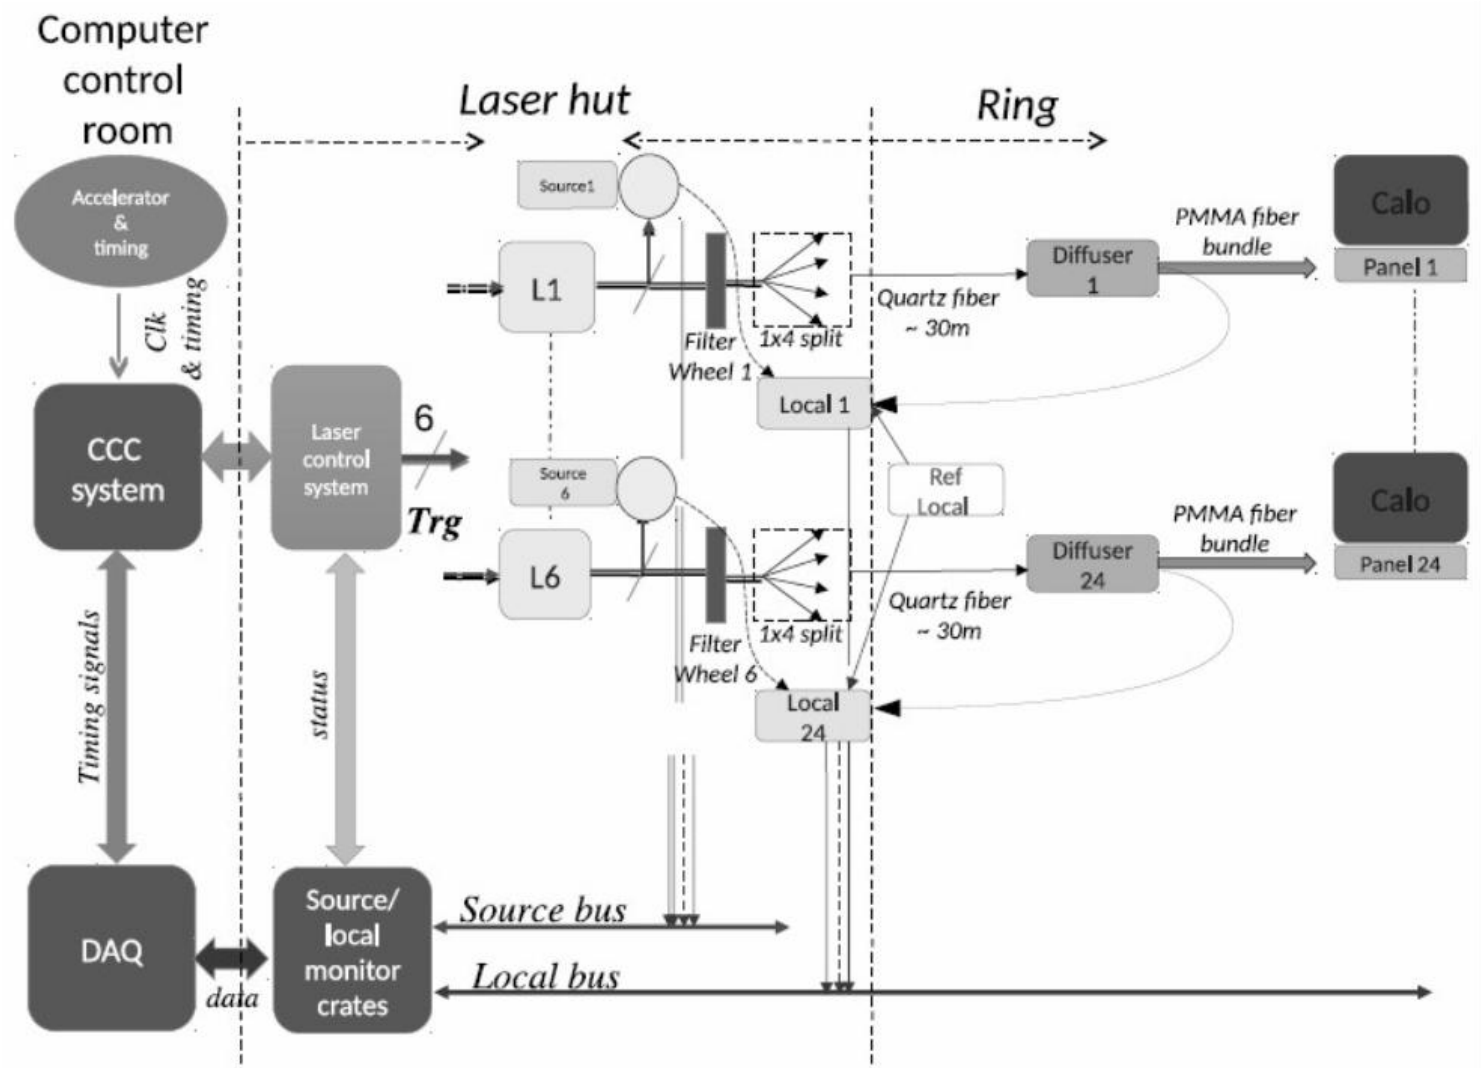 Computer
control
room
Laser hut
Ring
Accelerator
&
timing
Clk
& timing
Source1
L1
Filter
Wheel 1
1x4 split
Quartz fiber
~ 30m
Diffuser
1
PMMA fiber
bundle
Calo
Panel 1
Local 1
CCC
system
Laser
control
system
6
Trg
Source
6
L6
Filter
Wheel 6
1x4 split
Ref
Local
Quartz fiber
~ 30m
Diffuser
24
PMMA fiber
bundle
Calo
Panel 24
Local
24
Timing signals
status
DAQ
data
Source/
local
monitor
crates
Source bus
Local bus